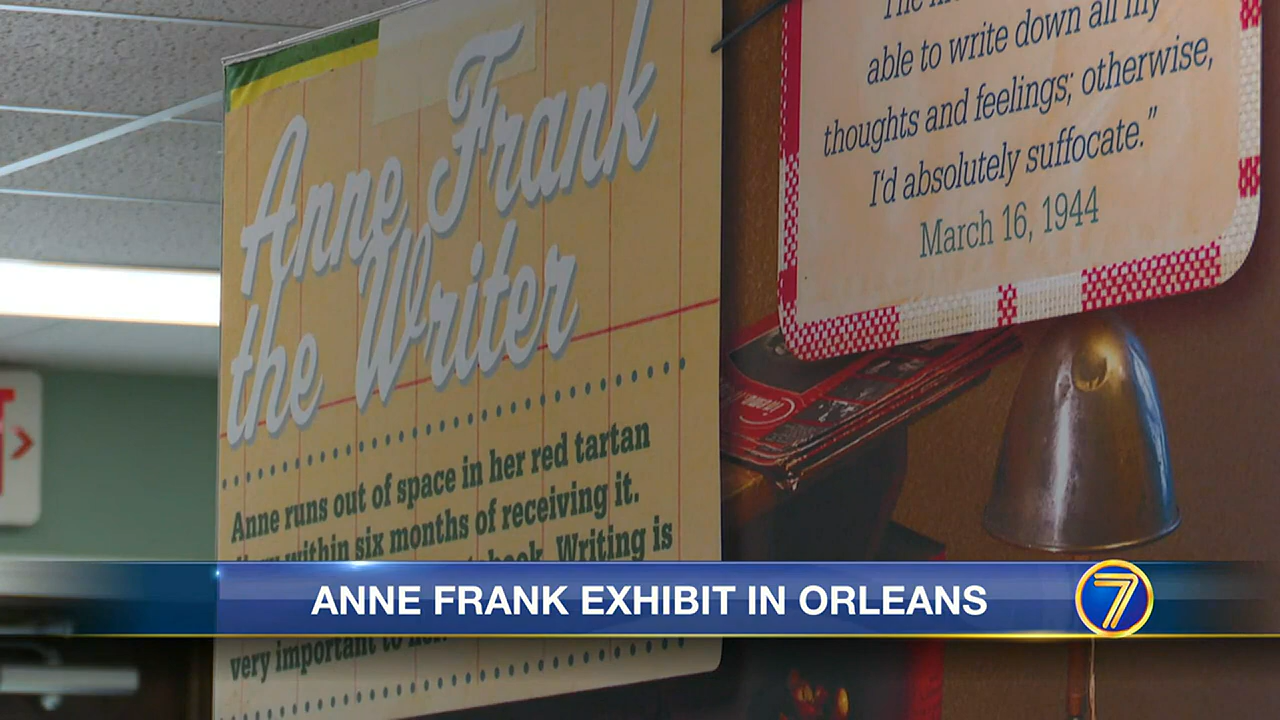 Anne Frank
the Writer
Anne runs out of space in her red tartan
within six months of receiving it.
Writing is
very important to
able to write down all my
thoughts and feelings; otherwise,
I'd absolutely suffocate."
March 16, 1944
ANNE FRANK EXHIBIT IN ORLEANS
7